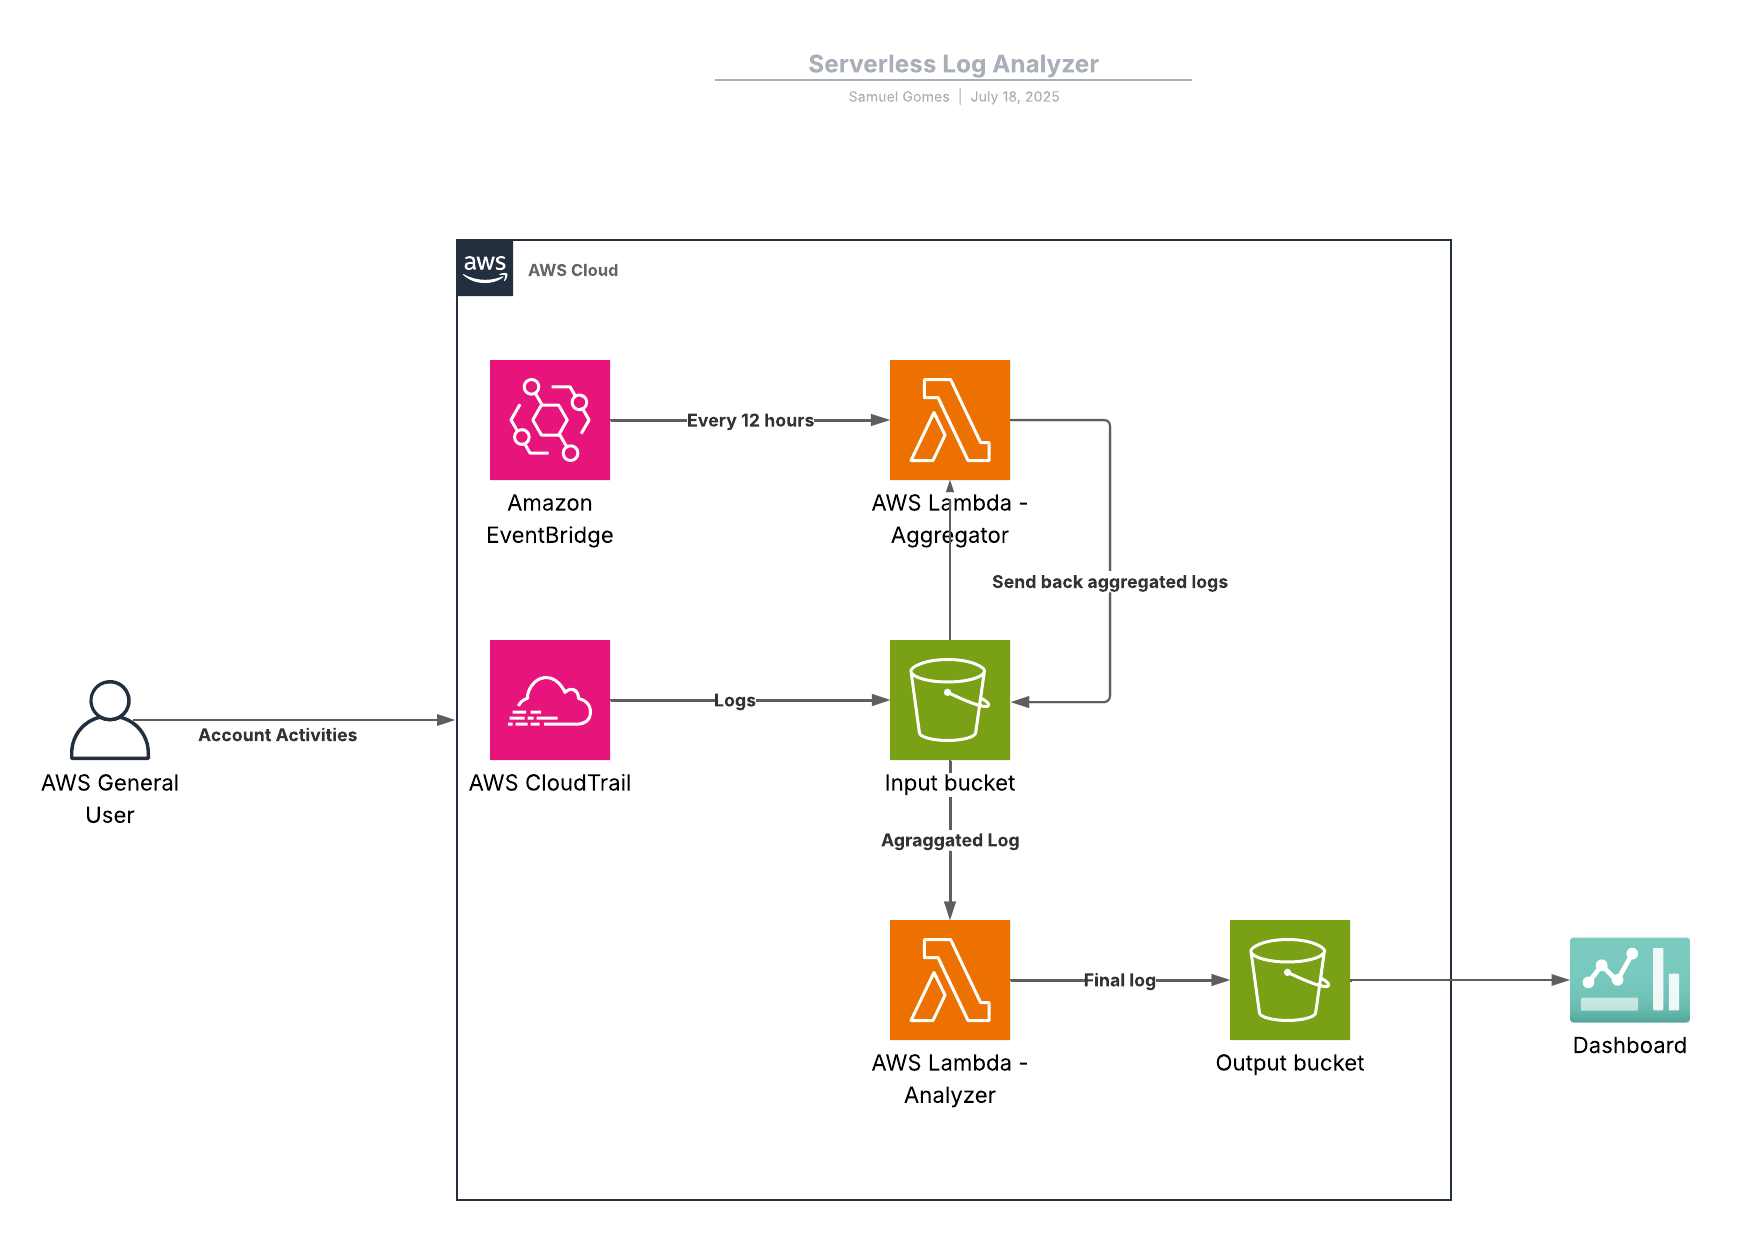 Serverless Log Analyzer
Samuel Gomes | July 18, 2025
aws
AWS Cloud
Every 12 hours
Amazon
EventBridge
AWS Lambda -
Aggregator
Send back aggregated logs
Logs
Account Activities
AWS General
User
AWS CloudTrail
Input bucket
Agraggated Log
Final log
AWS Lambda -
Analyzer
Output bucket
Dashboard